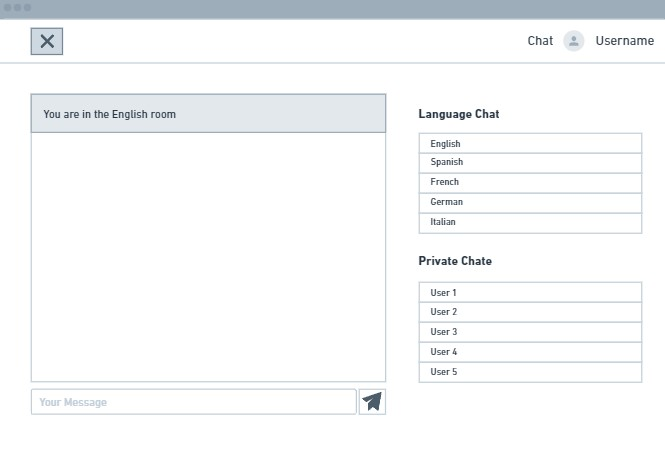 Chat
Username
You are in the English room
Language Chat
English
Spanish
French
German
Italian
Private Chate
User 1
User 2
User 3
User 4
User 5
Your Message